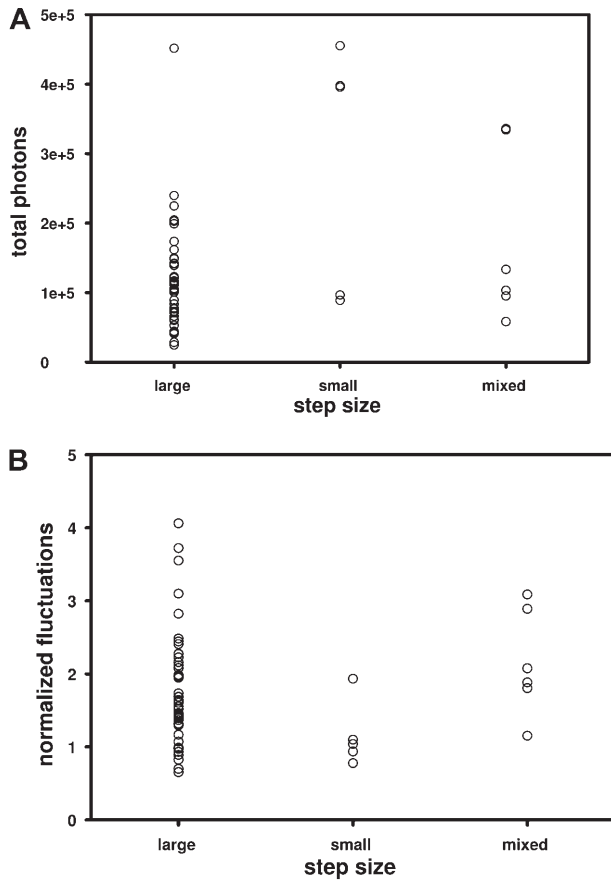 A
5e+5
4e+5
3e+5
2e+5
1e+5
0
total photons
large small mixed
step size
B
5
4
3
2
1
0
normalized fluctuations
large small mixed
step size